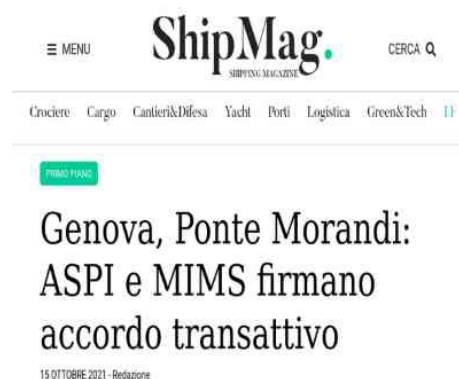 ≡ MENU
ShipMag.
SHIPPING MAGAZINE
CERCA
Crociere Cargo Cantieri&Difesa Yacht Porti Logistica Green&Tech
PRIMO PIANO
Genova, Ponte Morandi:
ASPI e MIMS firmano
accordo transattivo
15 OTTOBRE 2021 - Redazione